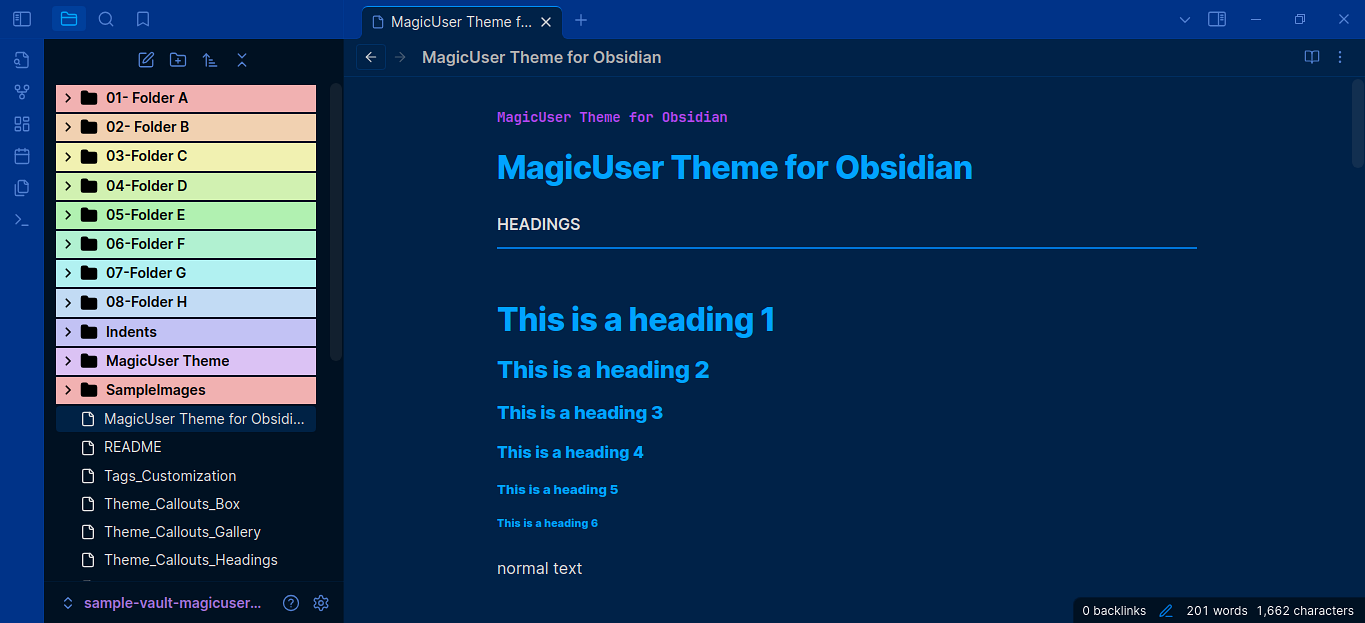 MagicUser Theme f...
MagicUser Theme for Obsidian
01- Folder A
02- Folder B
03-Folder C
04-Folder D
05-Folder E
06-Folder F
07-Folder G
08-Folder H
Indents
MagicUser Theme
SampleImages
MagicUser Theme for Obsidi...
README
Tags_Customization
Theme_Callouts_Box
Theme_Callouts_Gallery
Theme_Callouts_Headings
sample-vault-magicuser...
MagicUser Theme for Obsidian
MagicUser Theme for Obsidian
HEADINGS
This is a heading 1
This is a heading 2
This is a heading 3
This is a heading 4
This is a heading 5
This is a heading 6
normal text
0 backlinks 201 words 1,662 characters